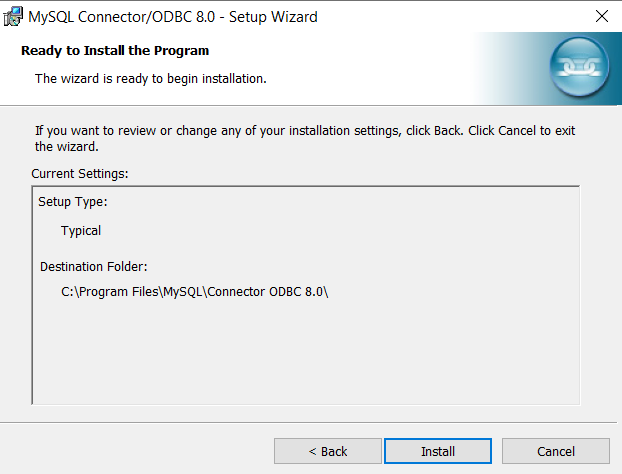 MySQL Connector/ODBC 8.0 - Setup Wizard
Ready to Install the Program
The wizard is ready to begin installation.
If you want to review or change any of your installation settings, click Back. Click Cancel to exit
the wizard.
Current Settings:
Setup Type:
Typical
Destination Folder:
C:\Program Files\MySQL\Connector ODBC 8.0\
< Back
Install
Cancel